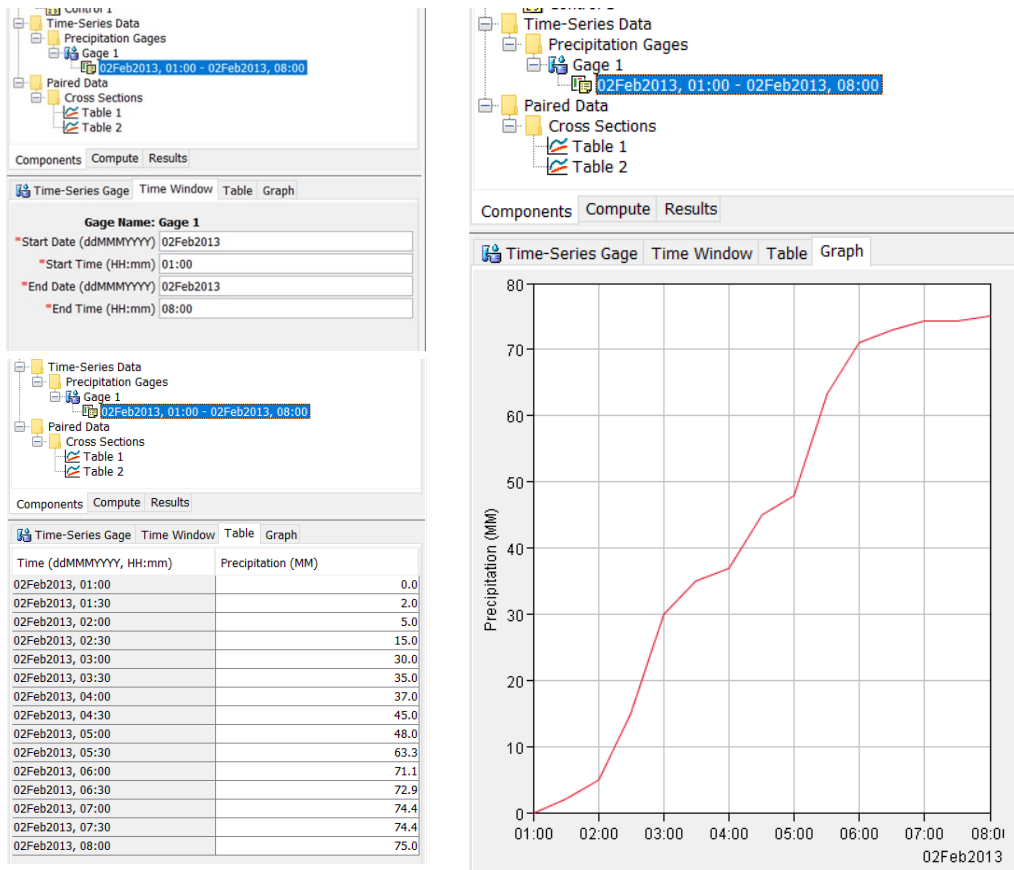 Time-Series Data
Precipitation Gages
Gage 1
02Feb2013, 01:00 - 02Feb2013, 08:00
Paired Data
Cross Sections
Table 1
Table 2
Components Compute Results
Time-Series Gage Time Window Table Graph
Gage Name: Gage 1
*Start Date (ddMMMYYYY) 02Feb2013
*Start Time (HH:mm) 01:00
*End Date (ddMMMYYYY) 02Feb2013
*End Time (HH:mm) 08:00
Time-Series Data
Precipitation Gages
Gage 1
02Feb2013, 01:00 - 02Feb2013, 08:00
Paired Data
Cross Sections
Table 1
Table 2
Components Compute Results
Time-Series Gage Time Window Table Graph
Time (ddMMMYYYY, HH:mm) Precipitation (MM)
02Feb2013, 01:00 0.0
02Feb2013, 01:30 2.0
02Feb2013, 02:00 5.0
02Feb2013, 02:30 15.0
02Feb2013, 03:00 30.0
02Feb2013, 03:30 35.0
02Feb2013, 04:00 37.0
02Feb2013, 04:30 45.0
02Feb2013, 05:00 48.0
02Feb2013, 05:30 63.3
02Feb2013, 06:00 71.1
02Feb2013, 06:30 72.9
02Feb2013, 07:00 74.4
02Feb2013, 07:30 74.4
02Feb2013, 08:00 75.0
Time-Series Data
Precipitation Gages
Gage 1
02Feb2013, 01:00 - 02Feb2013, 08:00
Paired Data
Cross Sections
Table 1
Table 2
Components Compute Results
Time-Series Gage Time Window Table Graph
80
70
60
50
40
30
20
10
0
Precipitation (MM)
01:00 02:00 03:00 04:00 05:00 06:00 07:00
02Feb2013